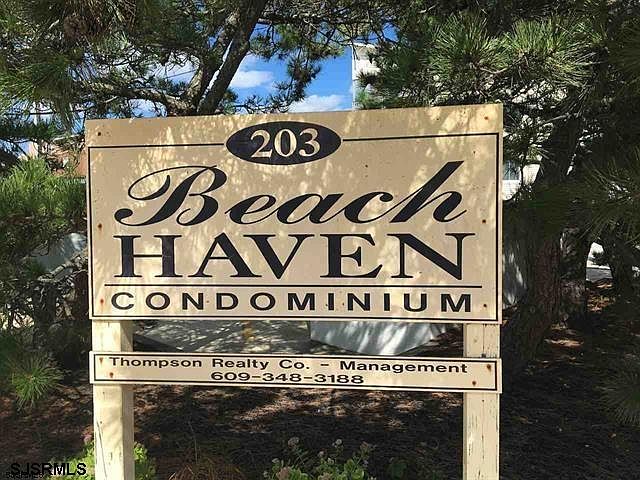 203
Beach
HAVEN
CONDOMINIUM
Thompson Realty Co. - Management
609-348-3188
SJSRMLS